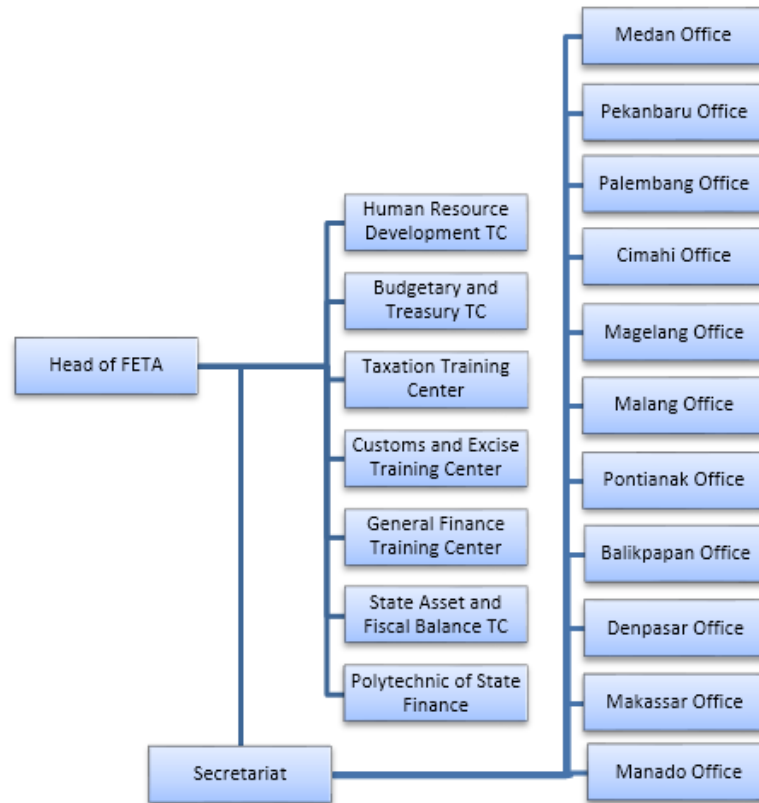 Head of FETA
Secretariat
Human Resource
Development TC
Budgetary and
Treasury TC
Taxation Training
Center
Customs and Excise
Training Center
General Finance
Training Center
State Asset and
Fiscal Balance TC
Polytechnic of State
Finance
Medan Office
Pekanbaru Office
Palembang Office
Cimahi Office
Magelang Office
Malang Office
Pontianak Office
Balikpapan Office
Denpasar Office
Makassar Office
Manado Office